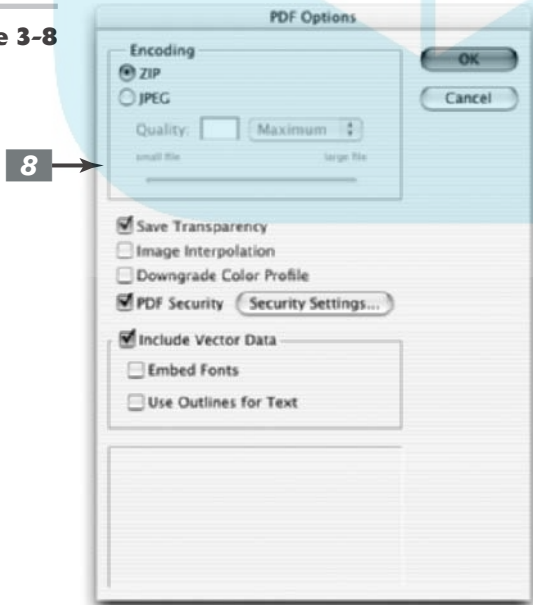 e 3-8
PDF Options
Encoding
ZIP
JPEG
Quality: Maximum
small file large file
OK
Cancel
8
Save Transparency
Image Interpolation
Downgrade Color Profile
PDF Security Security Settings...
Include Vector Data
Embed Fonts
Use Outlines for Text